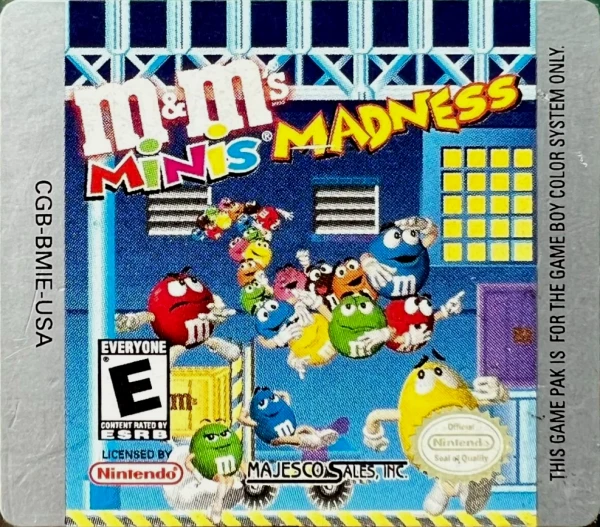 m&m's
MINIS® MADNESS
CGB-BMIE-USA
THIS GAME PAK IS FOR THE GAME BOY COLOR SYSTEM ONLY.
EVERYONE
E
CONTENT RATED BY
ESRB
LICENSED BY
Nintendo®
MAJESCO SALES, INC.
Official
Nintendo
Seal of Quality
m
m
m
m
m
m